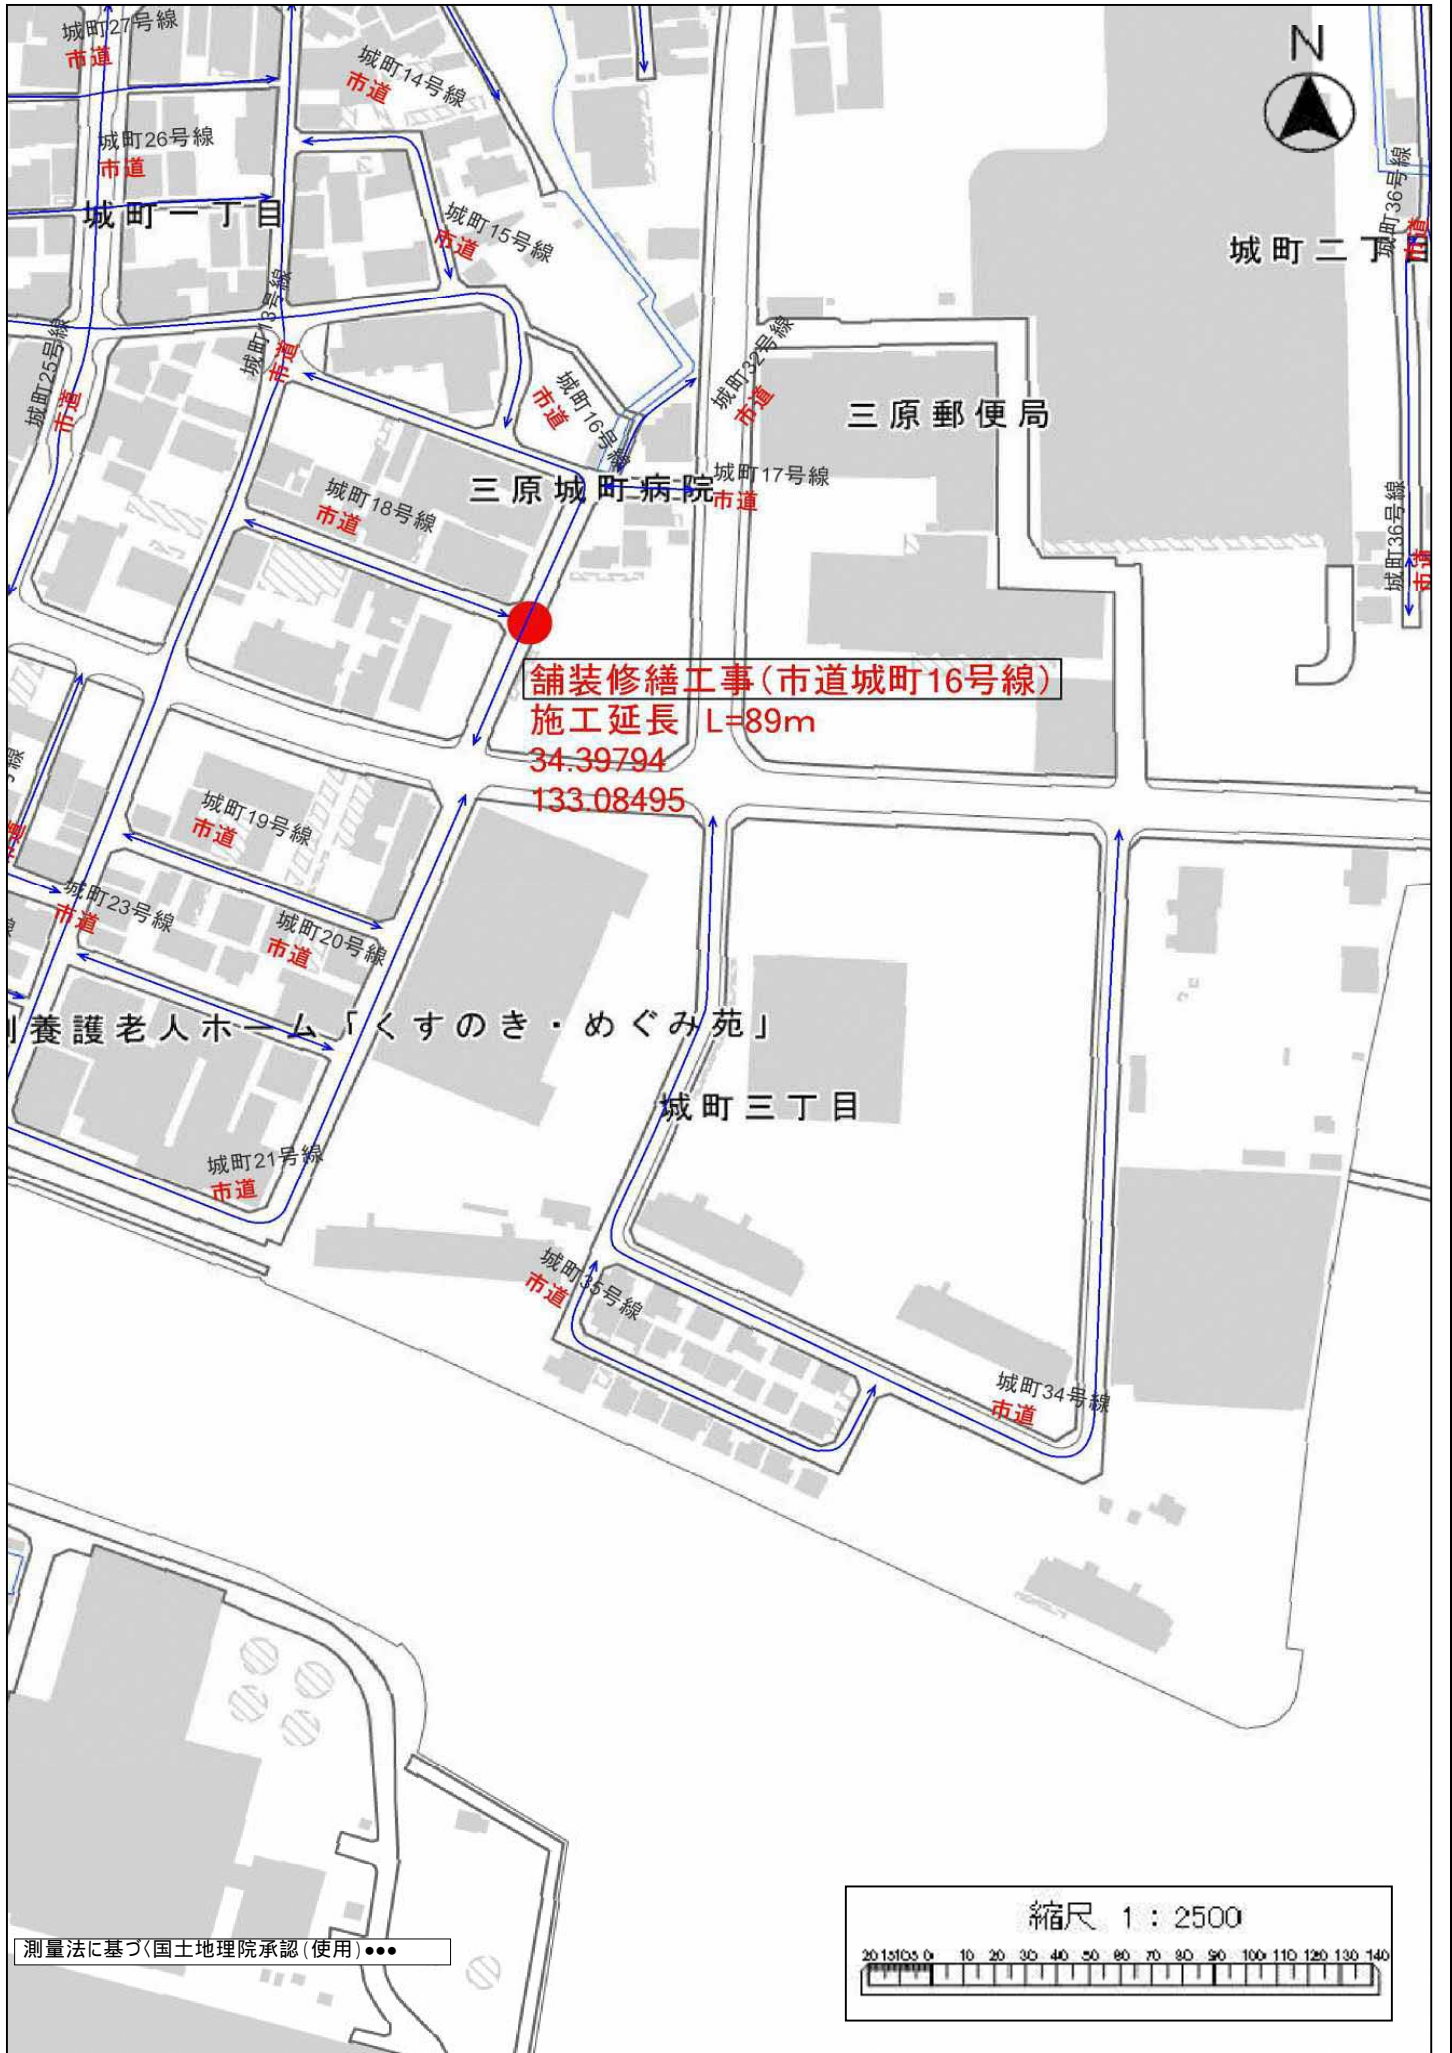 城町27号線
市道
N
城町14号線
市道
城町26号線
市道
城町一丁目
城町15号線
市道
城町36号線
市道
城町二丁目
城町13号線
市道
城町25号線
市道
城町32号線
市道
城町16号線
市道
三原郵便局
三原城町病院
城町17号線
市道
城町18号線
市道
城町36号線
市道
舗装修繕工事(市道城町16号線)
施工延長 L=89m
34.39794
133.08495
号線
市道
城町19号線
市道
城町23号線
市道
線
城町20号線
市道
養護老人ホーム「くすのき・めぐみ苑」
城町三丁目
城町21号線
市道
城町35号線
市道
城町34号線
市道
縮尺 1:2500
20 15 10 5 0 10 20 30 40 50 60 70 80 90 100 110 120 130 140
測量法に基づく国土地理院承認(使用)●●●